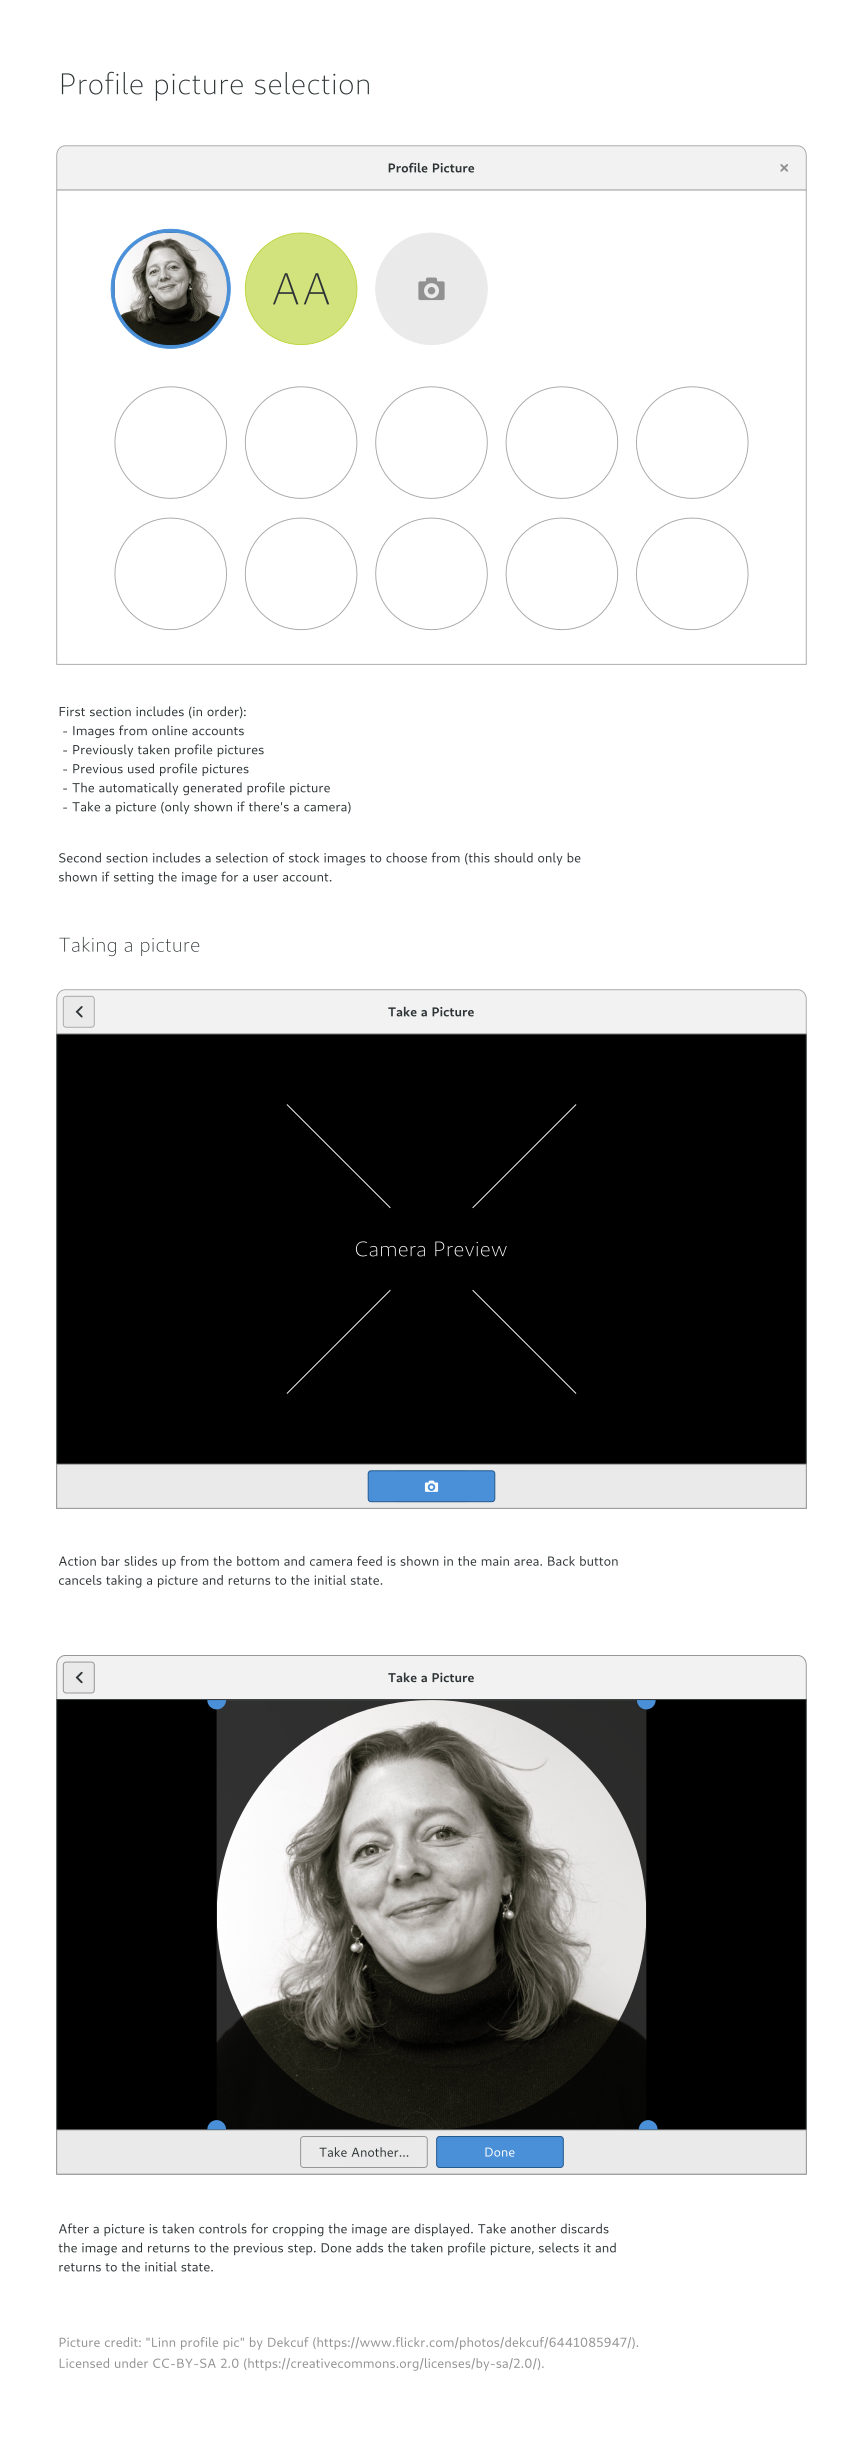 Profile picture selection
Profile Picture
AA
First section includes (in order):
- Images from online accounts
- Previously taken profile pictures
- Previous used profile pictures
- The automatically generated profile picture
- Take a picture (only shown if there's a camera)
Second section includes a selection of stock images to choose from (this should only be
shown if setting the image for a user account.
Taking a picture
Take a Picture
Camera Preview
Action bar slides up from the bottom and camera feed is shown in the main area. Back button
cancels taking a picture and returns to the initial state.
Take a Picture
Take Another...
Done
After a picture is taken controls for cropping the image are displayed. Take another discards
the image and returns to the previous step. Done adds the taken profile picture, selects it and
returns to the initial state.
Picture credit: "Linn profile pic" by Dekcuf (https://www.flickr.com/photos/dekcuf/6441085947/).
Licensed under CC-BY-SA 2.0 (https://creativecommons.org/licenses/by-sa/2.0/).